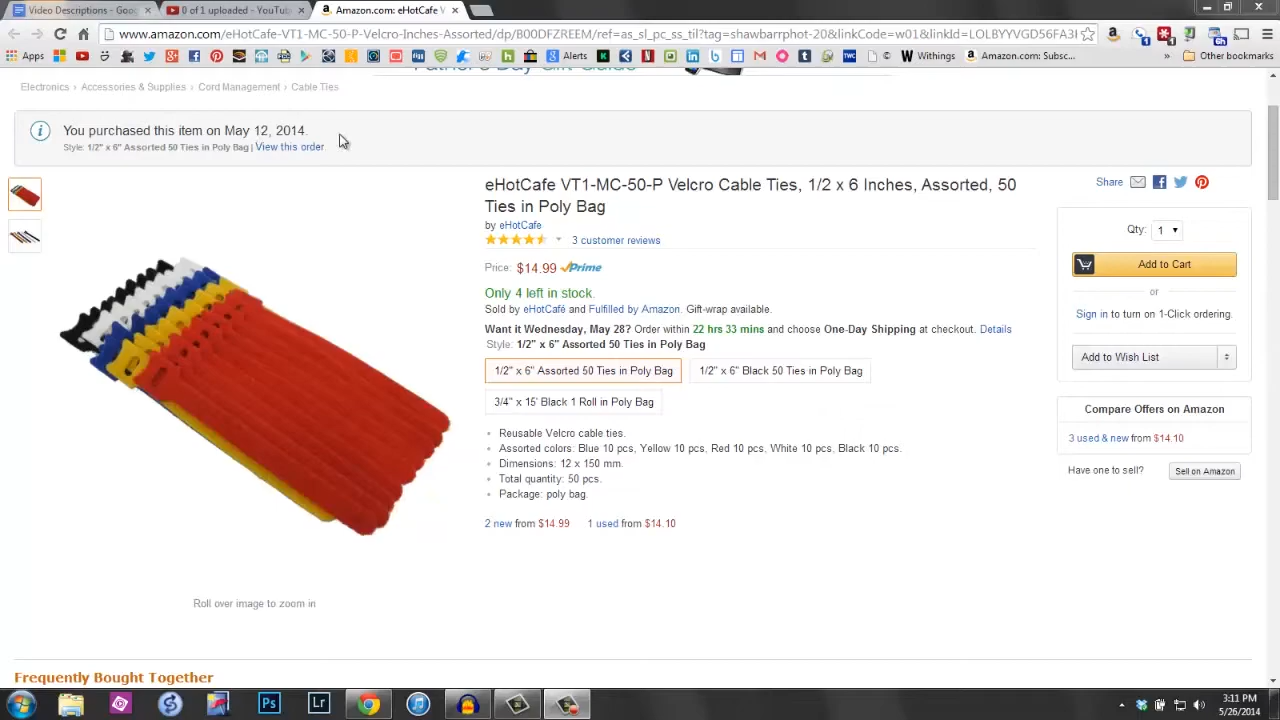 Video Descriptions - Goo
0 of 1 uploaded - YouTube
Amazon.com: eHotCafe V
www.amazon.com/eHotCafe-VT1-MC-50-P-Velcro-Inches-Assorted/dp/B00DFZREEM/ref=as_sl_pc_ss_til?tag=shawbarrphot-20&linkCode=w01&linkId=
Apps
Alerts
Withings
Amazon.com: Subsc...
»
Other bookmarks
Electronics › Accessories & Supplies › Cord Management › Cable Ties
You purchased this item on May 12, 2014.
Style: 1/2" x 6" Assorted 50 Ties in Poly Bag | View this order
eHotCafe VT1-MC-50-P Velcro Cable Ties, 1/2 x 6 Inches, Assorted, 50
Ties in Poly Bag
by eHotCafe
3 customer reviews
Price: $14.99 Prime
Only 4 left in stock.
Sold by eHotCafé and Fulfilled by Amazon. Gift-wrap available.
Want it Wednesday, May 28? Order within 22 hrs 33 mins and choose One-Day Shipping at checkout. Details
Style: 1/2" x 6" Assorted 50 Ties in Poly Bag
1/2" x 6" Assorted 50 Ties in Poly Bag
1/2" x 6" Black 50 Ties in Poly Bag
3/4" x 15' Black 1 Roll in Poly Bag
Reusable Velcro cable ties.
Assorted colors: Blue 10 pcs, Yellow 10 pcs, Red 10 pcs, White 10 pcs, Black 10 pcs.
Dimensions: 12 x 150 mm.
Total quantity: 50 pcs.
Package: poly bag.
2 new from $14.99 1 used from $14.10
Share
Qty: 1
Add to Cart
or
Sign in to turn on 1-Click ordering.
Add to Wish List
Compare Offers on Amazon
3 used & new from $14.10
Have one to sell? Sell on Amazon
Roll over image to zoom in
Frequently Bought Together
Ps
Lr
3:11 PM
5/26/2014